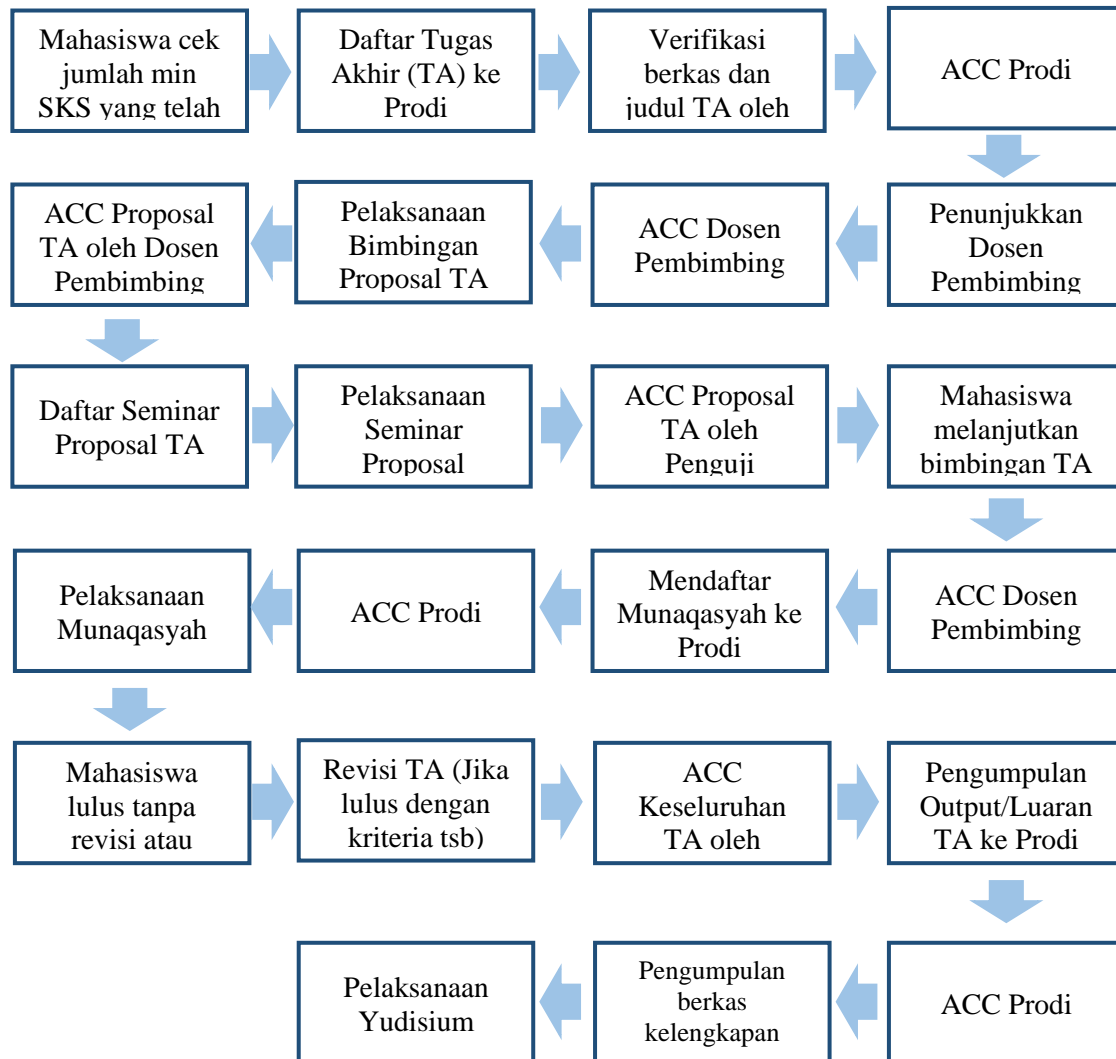 Mahasiswa cek
jumlah min
SKS yang telah
Daftar Tugas
Akhir (TA) ke
Prodi
Verifikasi
berkas dan
judul TA oleh
ACC Prodi
Penunjukkan
Dosen
Pembimbing
ACC Dosen
Pembimbing
Pelaksanaan
Bimbingan
Proposal TA
ACC Proposal
TA oleh Dosen
Pembimbing
Daftar Seminar
Proposal TA
Pelaksanaan
Seminar
Proposal
ACC Proposal
TA oleh
Penguji
Mahasiswa
melanjutkan
bimbingan TA
ACC Dosen
Pembimbing
Mendaftar
Munaqasyah ke
Prodi
ACC Prodi
Pelaksanaan
Munaqasyah
Mahasiswa
lulus tanpa
revisi atau
Revisi TA (Jika
lulus dengan
kriteria tsb)
ACC
Keseluruhan
TA oleh
Pengumpulan
Output/Luaran
TA ke Prodi
ACC Prodi
Pengumpulan
berkas
kelengkapan
Pelaksanaan
Yudisium